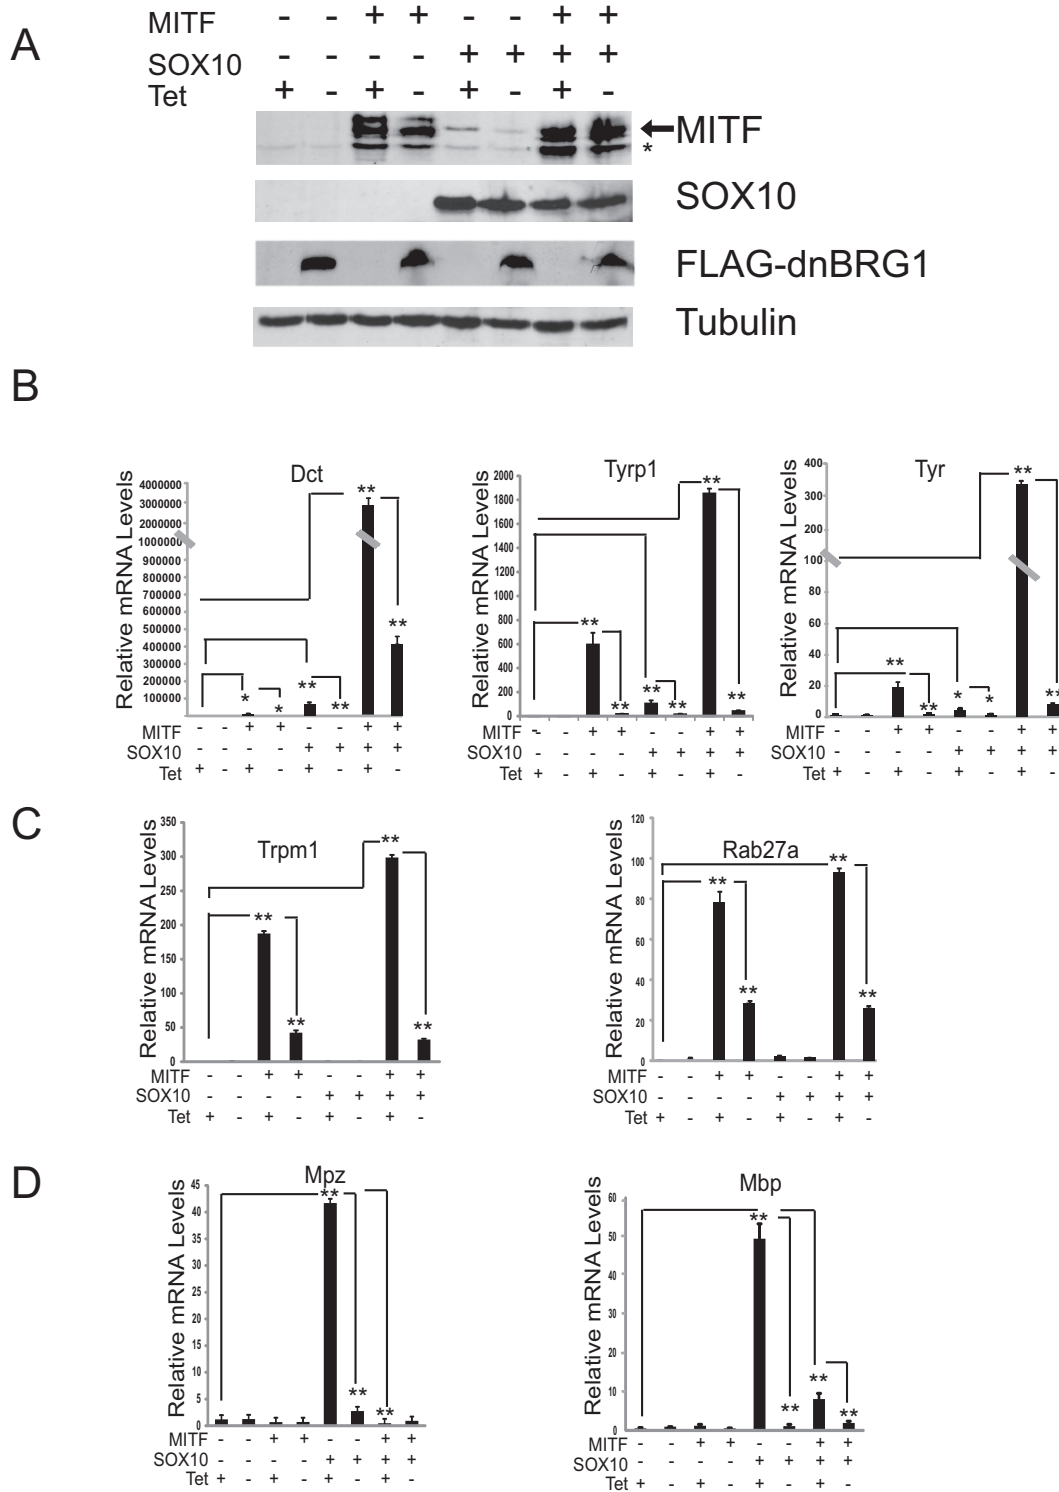 A
MITF - - + + - - + +
SOX10 - - - - + + + +
Tet + - + - + - + -
MITF
*
SOX10
FLAG-dnBRG1
Tubulin
B
Dct
Relative mRNA Levels
4000000
3000000
2000000
1000000
900000
800000
700000
600000
500000
400000
300000
200000
100000
* * ** ** ** **
MITF - - + + - - + +
SOX10 - - - - + + + +
Tet + - + - + - + -
Tyrp1
Relative mRNA Levels
2000
1800
1600
1400
1200
1000
800
600
400
200
0
** ** ** ** ** **
MITF - - + + - - + +
SOX10 - - - - + + + +
Tet + - + - + - + -
Tyr
Relative mRNA Levels
400
300
200
100
80
60
40
20
0
** ** * * ** **
MITF - - + + - - + +
SOX10 - - - - + + + +
Tet + - + - + - + -
C
Trpm1
Relative mRNA Levels
350
300
250
200
150
100
50
0
** ** ** **
MITF - - + + - - + +
SOX10 - - - - + + + +
Tet + - + - + - + -
Rab27a
Relative mRNA Levels
120
100
80
60
40
20
0
** ** ** **
MITF - - + + - - + +
SOX10 - - - - + + + +
Tet + - + - + - + -
D
Mpz
Relative mRNA Levels
45
40
35
30
25
20
15
10
5
0
** ** **
MITF - - + + - - + +
SOX10 - - - - + + + +
Tet + - + - + - + -
Mbp
Relative mRNA Levels
60
50
40
30
20
10
0
** ** ** **
MITF - - + + - - + +
SOX10 - - - - + + + +
Tet + - + - + - + -